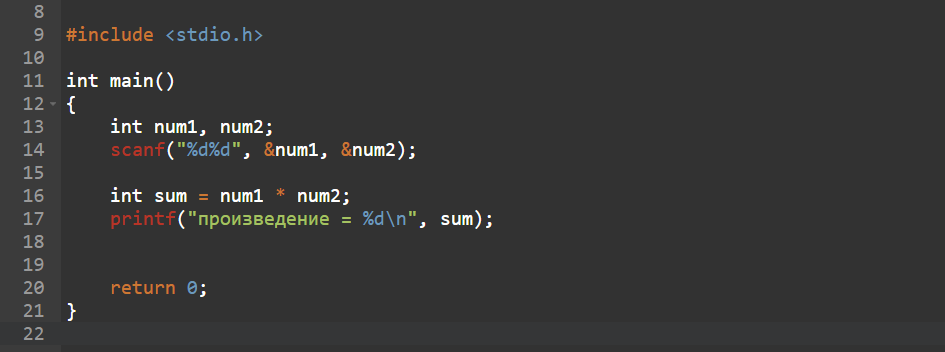 8
9 #include <stdio.h>
10
11 int main()
12 {
13 int num1, num2;
14 scanf("%d%d", &num1, &num2);
15
16 int sum = num1 * num2;
17 printf("произведение = %d\n", sum);
18
19
20 return 0;
21 }
22